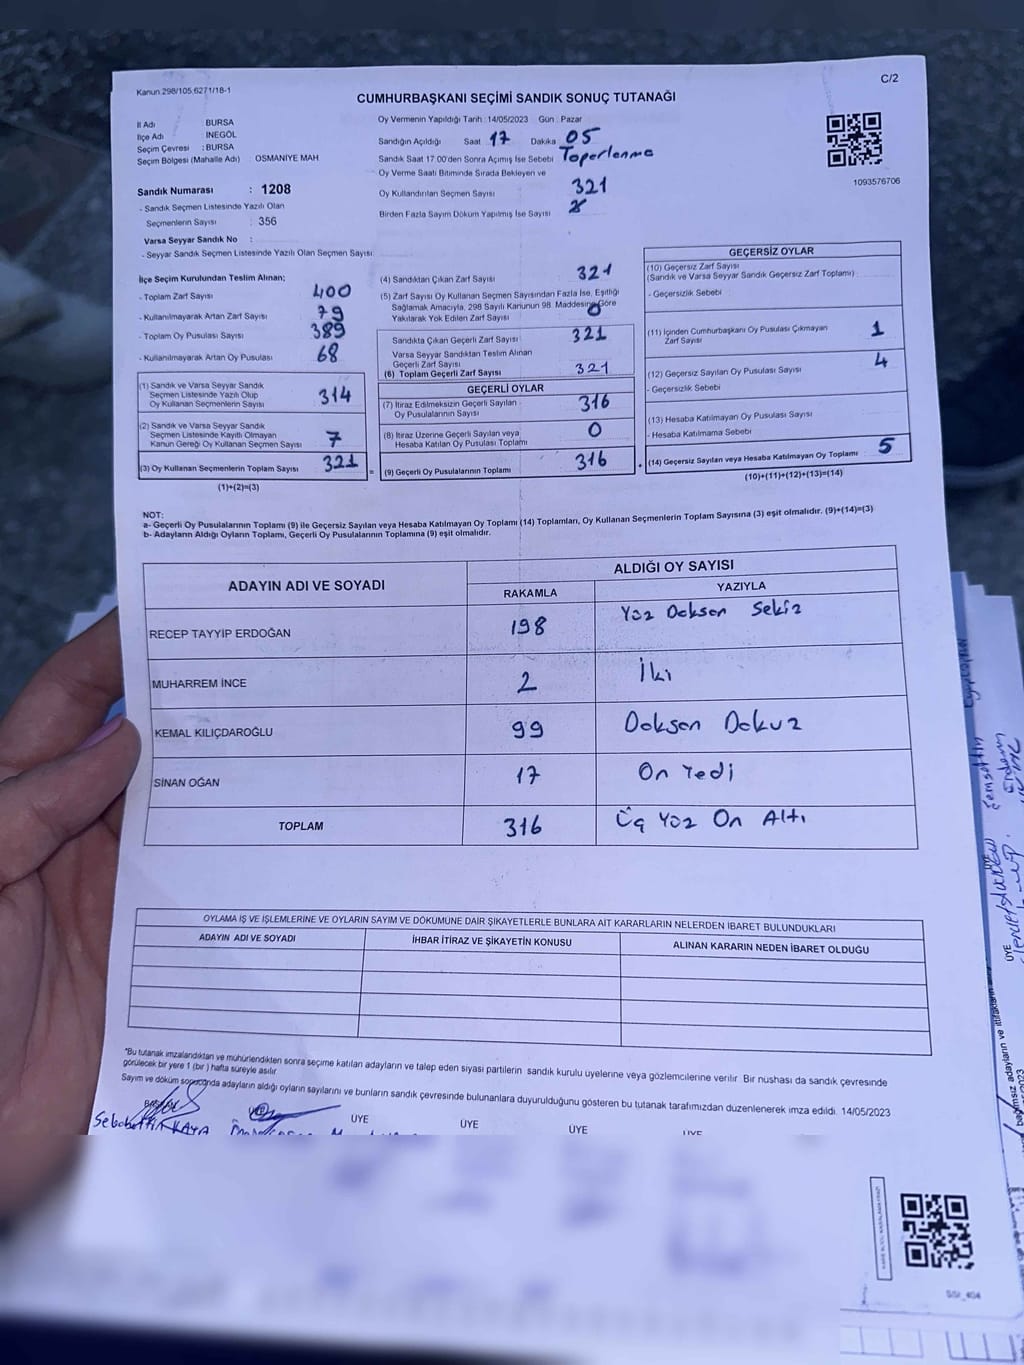 Kanun 298/105 6271/18-1
C/2
CUMHURBAŞKANI SEÇİMİ SANDIK SONUÇ TUTANAĞI
İl Adı BURSA
İlçe Adı INEGÖL
Seçim Çevresi : BURSA
Seçim Bölgesi (Mahalle Adı) OSMANİYE MAH
Sandık Numarası : 1208
- Sandık Seçmen Listesinde Yazılı Olan
Seçmenlerin Sayısı : 356
Varsa Seyyar Sandık No :
- Seyyar Sandık Seçmen Listesinde Yazılı Olan Seçmen Sayısı:
Oy Vermenin Yapıldığı Tarih : 14/05/2023 Gün : Pazar
Sandığın Açıldığı Saat 17 Dakika 05
Sandık Saat 17 00'den Sonra Açımış İse Sebebi Toperlenme
Oy Verme Saati Bitiminde Sırada Bekleyen ve
Oy Kullandırılan Seçmen Sayısı 321
Birden Fazla Sayım Döküm Yapılmış İse Sayısı
1093576706
İlçe Seçim Kurulundan Teslim Alınan;
- Toplam Zarf Sayısı 400
- Kullanılmayarak Artan Zarf Sayısı 79
- Toplam Oy Pusulası Sayısı 389
- Kullanılmayarak Artan Oy Pusulası 68
(1) Sandık ve Varsa Seyyar Sandık
Seçmen Listesinde Yazılı Olup
Oy Kullanan Seçmenlerin Sayısı 314
(2) Sandık ve Varsa Seyyar Sandık
Seçmen Listesinde Kayıtlı Olmayan
Kanun Gereği Oy Kullanan Seçmen Sayısı 7
(3) Oy Kullanan Seçmenlerin Toplam Sayısı 321
(1)+(2)=(3)
(4) Sandıktan Çıkan Zarf Sayısı 321
(5) Zarf Sayısı Oy Kullanan Seçmen Sayısından Fazla İse, Eşitliği
Sağlamak Amacıyla, 298 Sayılı Kanunun 98. Maddesine Göre
Yakılarak Yok Edilen Zarf Sayısı 0
Sandıkta Çıkan Geçerli Zarf Sayısı 321
Varsa Seyyar Sandıktan Teslim Alınan
Geçerli Zarf Sayısı
(6) Toplam Geçerli Zarf Sayısı 321
GEÇERLİ OYLAR
(7) İtiraz Edilmeksizin Geçerli Sayılan
Oy Pusulalarının Sayısı 316
(8) İtiraz Üzerine Geçerli Sayılan veya
Hesaba Katılan Oy Pusulası Toplamı 0
= (9) Geçerli Oy Pusulalarının Toplamı 316
GEÇERSİZ OYLAR
(10) Geçersiz Zarf Sayısı
(Sandık ve Varsa Seyyar Sandık Geçersiz Zarf Toplamı)
- Geçersizlik Sebebi
(11) İçinden Cumhurbaşkanı Oy Pusulası Çıkmayan
Zarf Sayısı 1
(12) Geçersiz Sayılan Oy Pusulası Sayısı 4
- Geçersizlik Sebebi
(13) Hesaba Katılmayan Oy Pusulası Sayısı
- Hesaba Katılmama Sebebi
(14) Geçersiz Sayılan veya Hesaba Katılmayan Oy Toplamı 5
(10)+(11)+(12)+(13)=(14)
NOT:
a- Geçerli Oy Pusulalarının Toplamı (9) ile Geçersiz Sayılan veya Hesaba Katılmayan Oy Toplamı (14) Toplamları, Oy Kullanan Seçmenlerin Toplam Sayısına (3) eşit olmalıdır. (9)+(14)=(3)
b- Adayların Aldığı Oyların Toplamı, Geçerli Oy Pusulalarının Toplamına (9) eşit olmalıdır.
ADAYIN ADI VE SOYADI ALDIĞI OY SAYISI
RAKAMLA YAZIYLA
RECEP TAYYİP ERDOĞAN 198 Yüz Doksen Sekiz
MUHARREM İNCE 2 İki
KEMAL KILIÇDAROĞLU 99 Doksen Dokuz
SİNAN OĞAN 17 On Yedi
TOPLAM 316 Üç Yüz On Altı
OYLAMA İŞ VE İŞLEMLERİNE VE OYLARIN SAYIM VE DÖKÜMÜNE DAİR ŞİKAYETLERLE BUNLARA AİT KARARLARIN NELERDEN İBARET BULUNDUKLARI
ADAYIN ADI VE SOYADI İHBAR İTİRAZ VE ŞİKAYETİN KONUSU ALINAN KARARIN NEDEN İBARET OLDUĞU
*Bu tutanak imzalandıktan ve mühürlendikten sonra seçime katılan adayların ve talep eden siyasi partilerin sandık kurulu üyelerine veya gözlemcilerine verilir Bir nüshası da sandık çevresinde
görülecek bir yere 1 (bir ) hafta süreyle asılır
Sayım ve döküm sonucunda adayların aldığı oyların sayılarını ve bunların sandık çevresinde bulunanlara duyurulduğunu gösteren bu tutanak tarafımızdan düzenlenerek imza edildi. 14/05/2023
ÜYE ÜYE ÜYE
Sebahettin KAYA